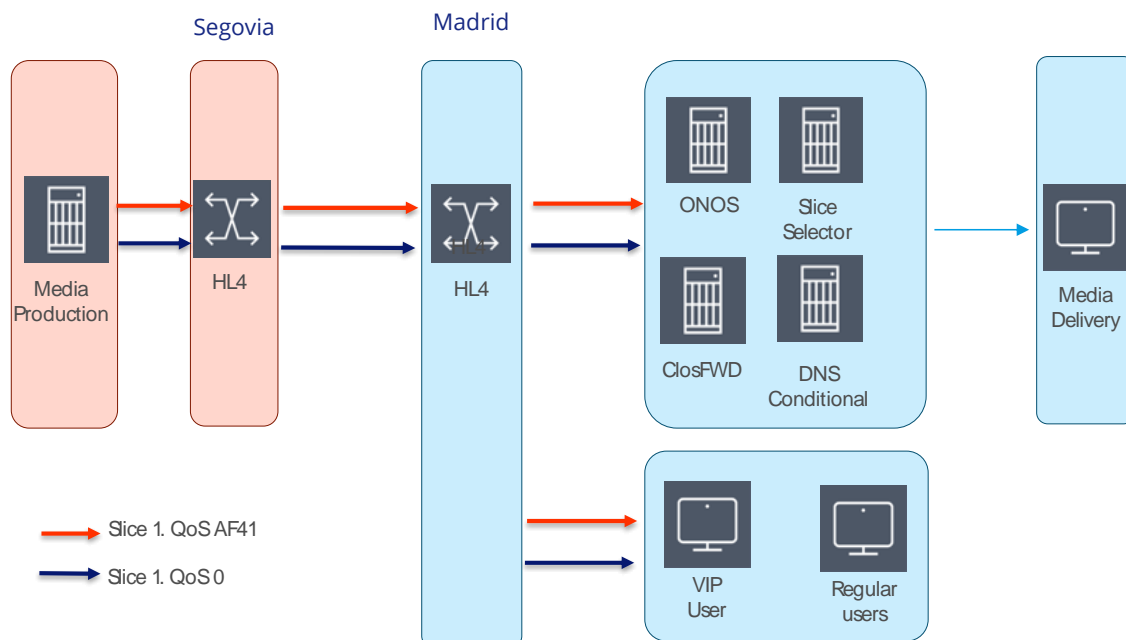 Segovia
Madrid
Media
Production
HL4
HL4
HL4
ONOS
Slice
Selector
ClosFWD
DNS
Conditional
Media
Delivery
Slice 1. QoS AF41
Slice 1. QoS 0
VIP
User
Regular
users